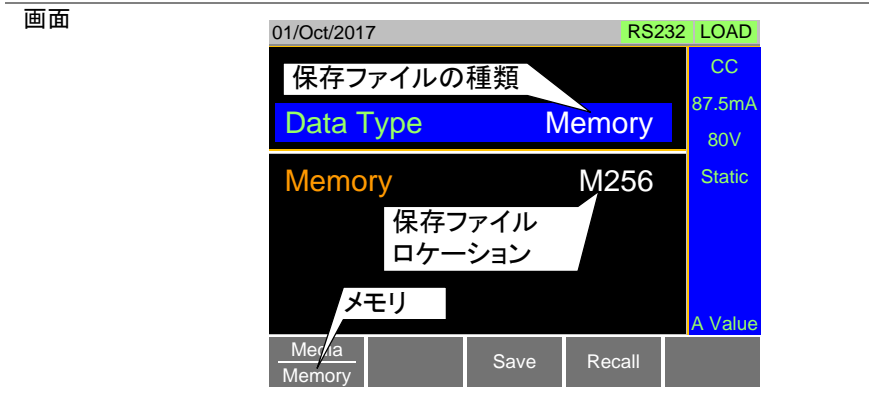 画面
01/Oct/2017 RS232 LOAD
保存ファイルの種類
Data Type Memory
Memory M256
保存ファイル
ロケーション
メモリ
CC
87.5mA
80V
Static
A Value
Media
Memory
Save
Recall